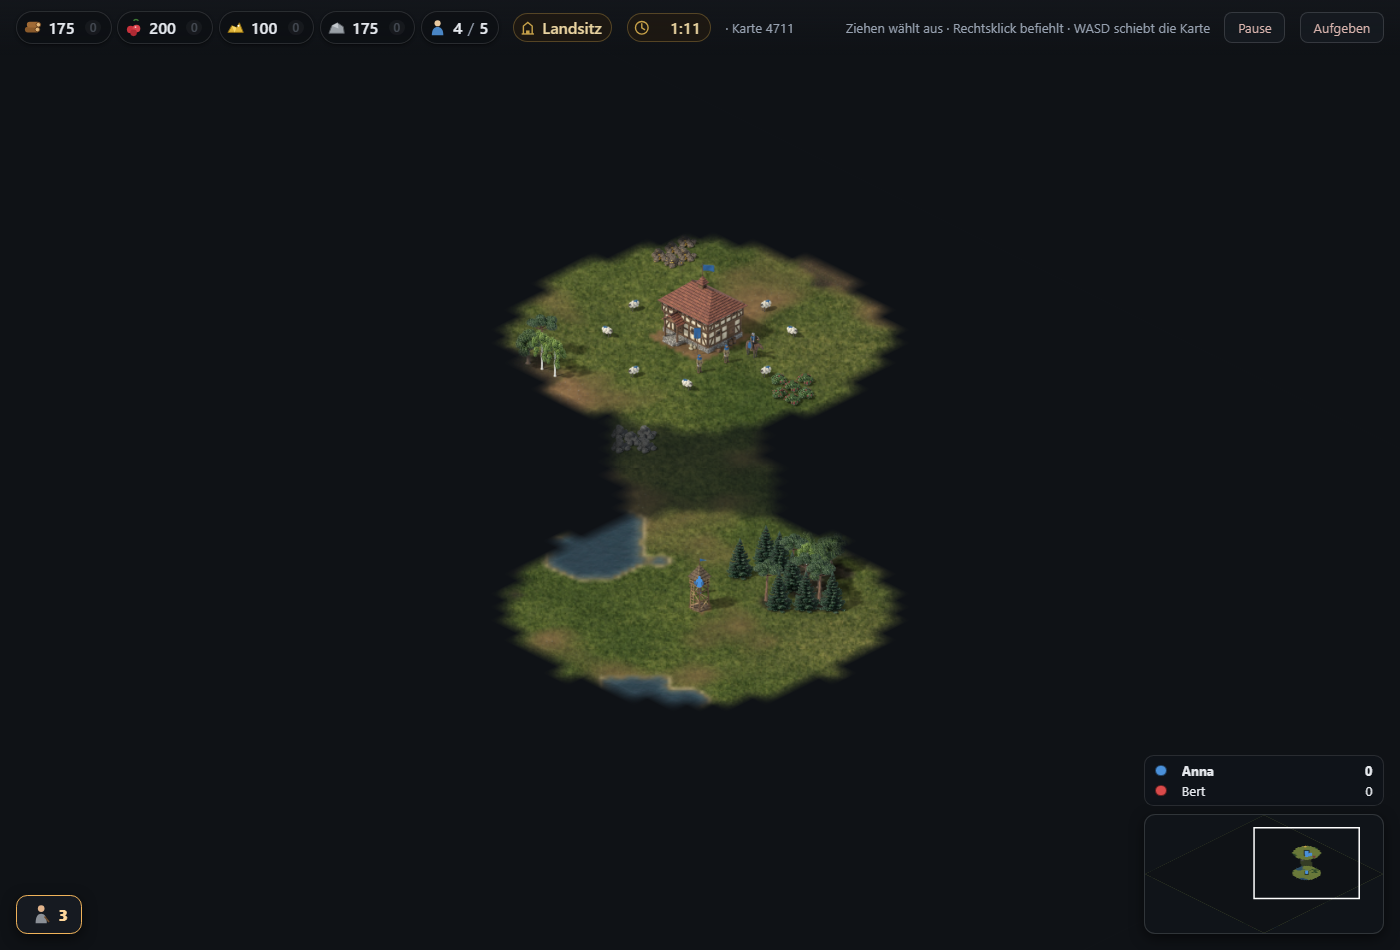 175 0 200 0 100 0 175 0 4 / 5 Landsitz 1:11 · Karte 4711 Ziehen wählt aus · Rechtsklick befiehlt · WASD schiebt die Karte Pause Aufgeben
Anna 0
Bert 0
3